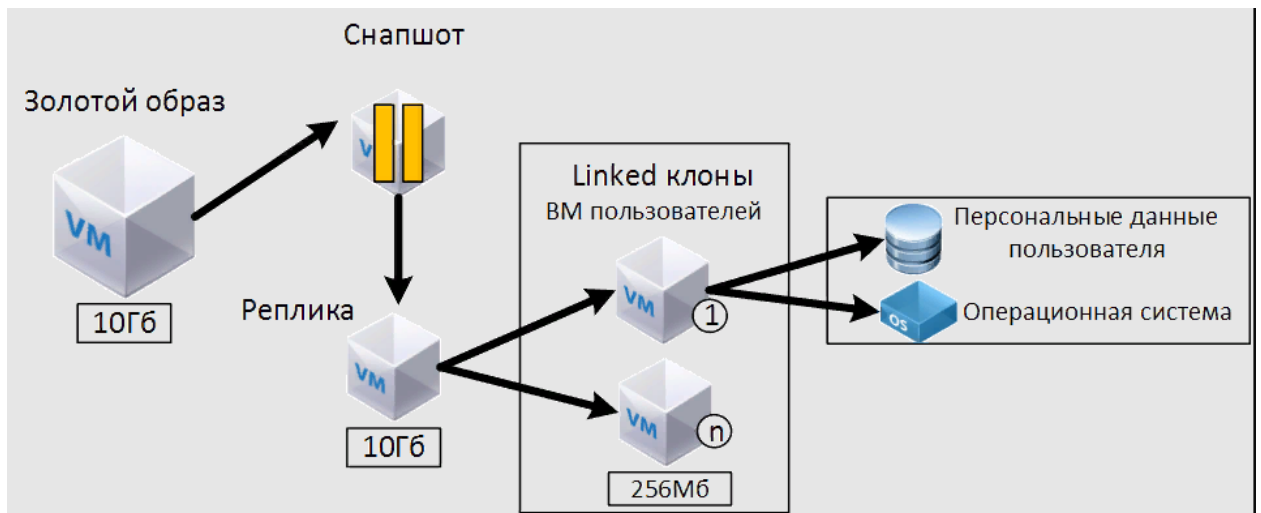 Снапшот
Золотой образ
VM
VM
10Гб
Реплика
VM
10Гб
Linked клоны
ВМ пользователей
VM
1
VM
n
256Мб
Персональные данные
пользователя
OS
Операционная система